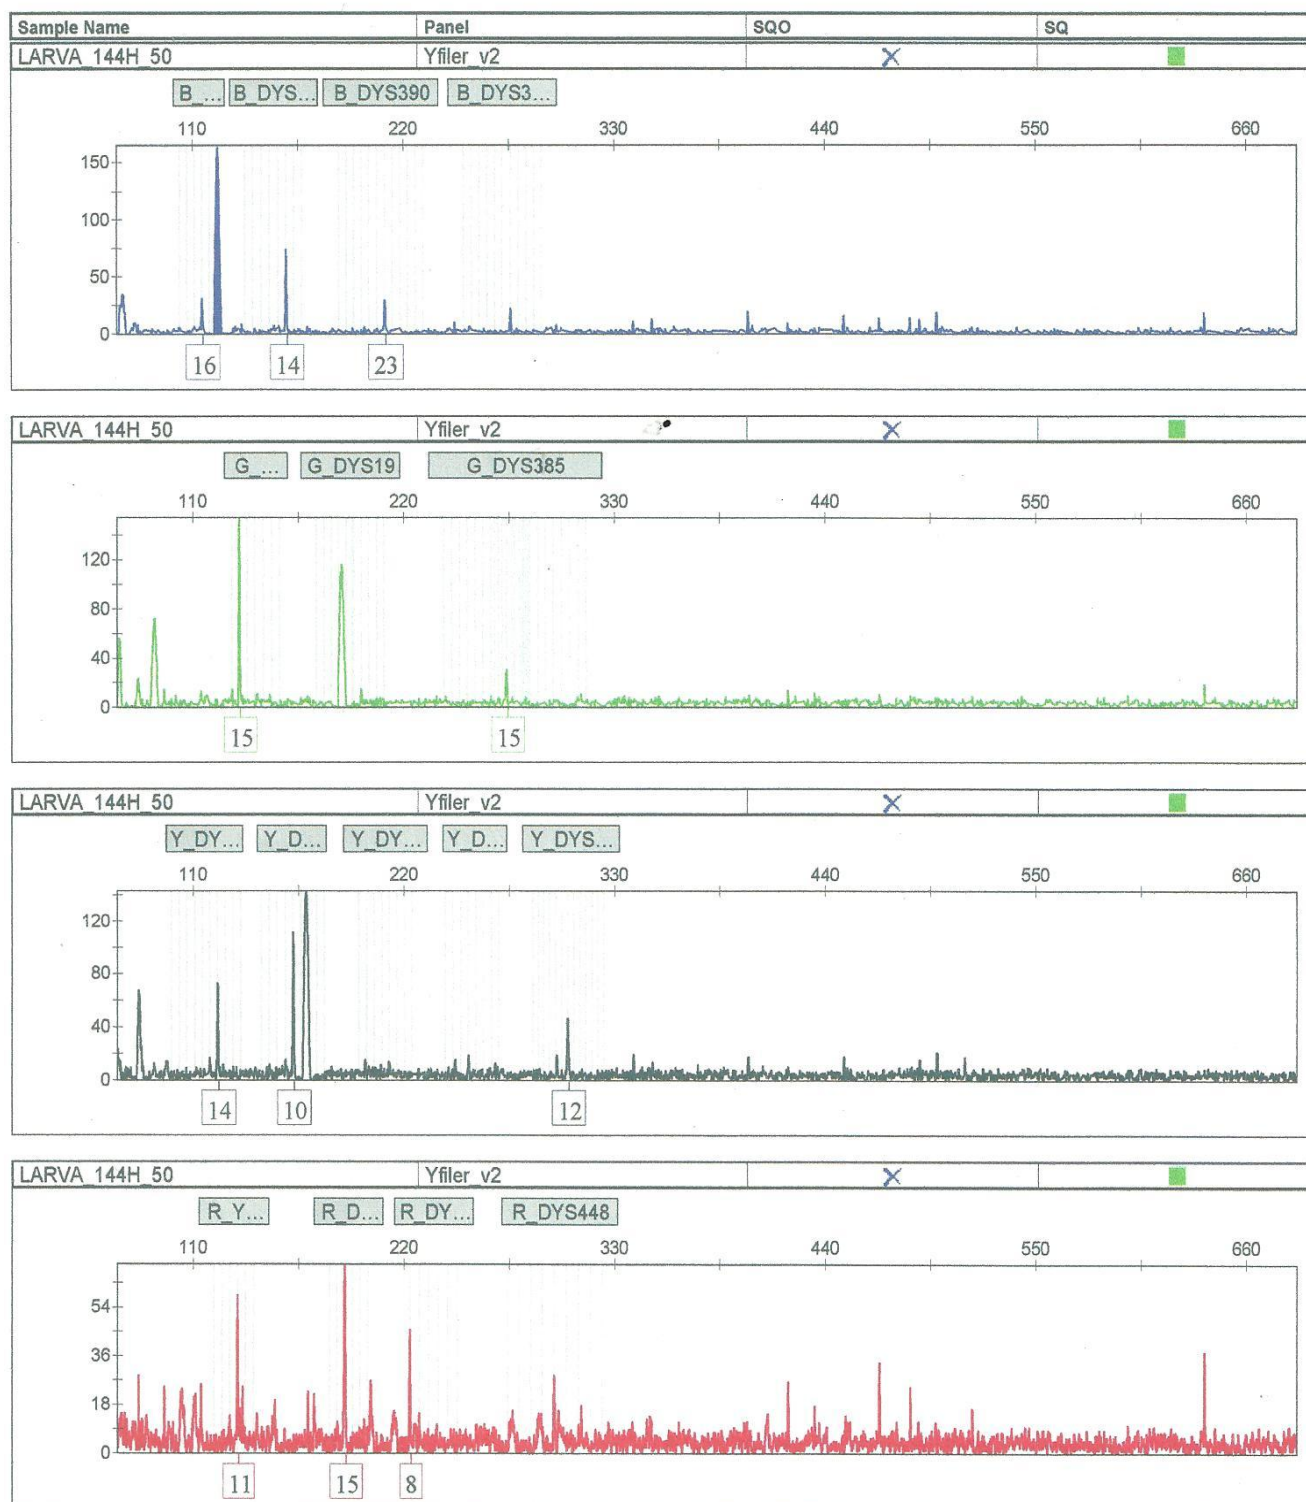 Sample Name Panel SQO SQ
LARVA_144H_50 Yfiler_v2
B_... B_DYS... B_DYS390 B_DYS3...
110 220 330 440 550 660
150
100
50
0
16 14 23
LARVA_144H_50 Yfiler_v2
G_... G_DYS19 G_DYS385
110 220 330 440 550 660
120
80
40
0
15 15
LARVA_144H_50 Yfiler_v2
Y_DY... Y_D... Y_DY... Y_D... Y_DYS...
110 220 330 440 550 660
120
80
40
0
14 10 12
LARVA_144H_50 Yfiler_v2
R_Y... R_D... R_DY... R_DYS448
110 220 330 440 550 660
54
36
18
0
11 15 8